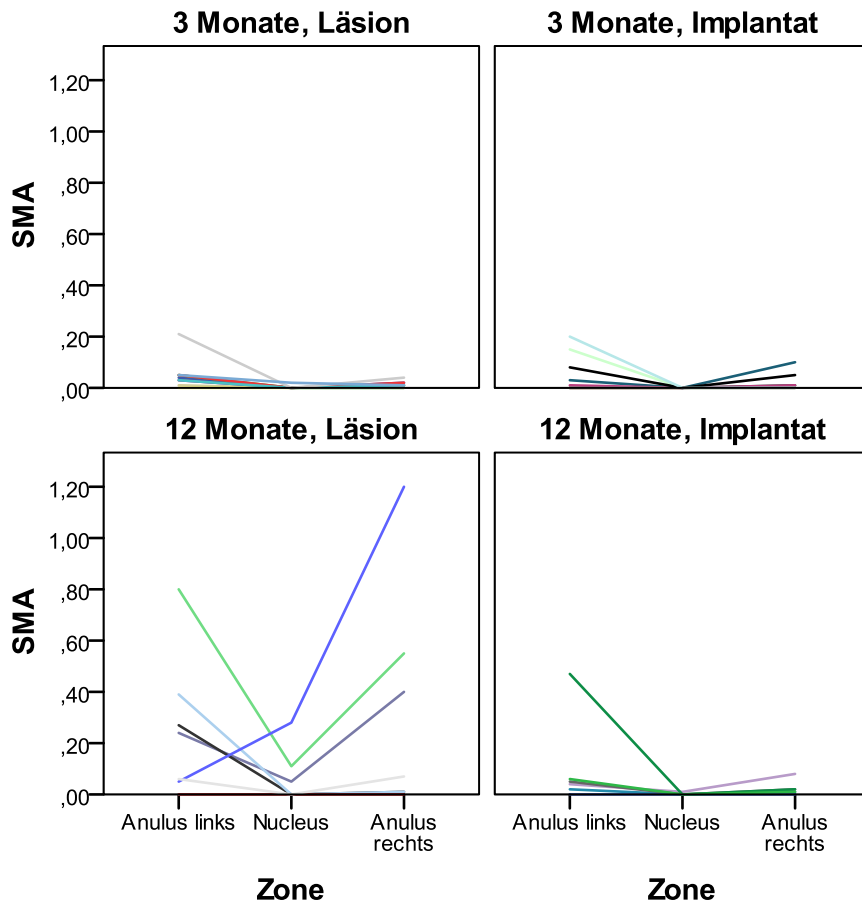 3 Monate, Läsion
3 Monate, Implantat
SMA
1,20
1,00
,80
,60
,40
,20
,00
12 Monate, Läsion
12 Monate, Implantat
SMA
1,20
1,00
,80
,60
,40
,20
,00
Anulus links
Nucleus
Anulus
rechts
Anulus links
Nucleus
Anulus
rechts
Zone
Zone